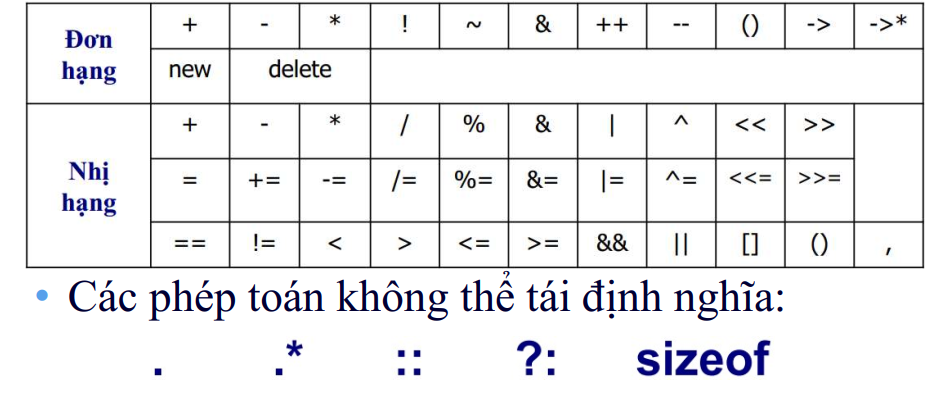 Đơn hạng + - * ! ~ & ++ -- () -> ->*
new delete
Nhị hạng + - * / % & | ^ << >>
= += -= /= %= &= |= ^= <<= >>=
== != < > <= >= && || [] () ,
• Các phép toán không thể tái định nghĩa:
. .* :: ?: sizeof